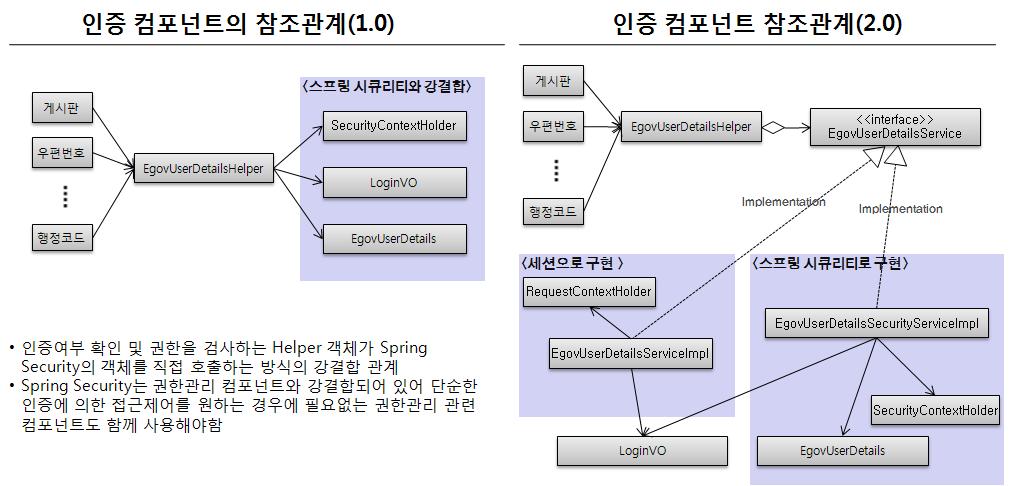 인증 컴포넌트의 참조관계(1.0)
<스프링 시큐리티와 강결합>
게시판
우편번호
행정코드
EgovUserDetailsHelper
SecurityContextHolder
LoginVO
EgovUserDetails
• 인증여부 확인 및 권한을 검사하는 Helper 객체가 Spring
Security의 객체를 직접 호출하는 방식의 강결합 관계
• Spring Security는 권한관리 컴포넌트와 강결합되어 있어 단순한
인증에 의한 접근제어를 원하는 경우에 필요없는 권한관리 관련
컴포넌트도 함께 사용해야함
인증 컴포넌트 참조관계(2.0)
게시판
우편번호
행정코드
EgovUserDetailsHelper
<<interface>>
EgovUserDetailsService
Implementation
Implementation
<세션으로 구현 >
RequestContextHolder
EgovUserDetailsServiceImpl
<스프링 시큐리티로 구현>
EgovUserDetailsSecurityServiceImpl
SecurityContextHolder
LoginVO
EgovUserDetails